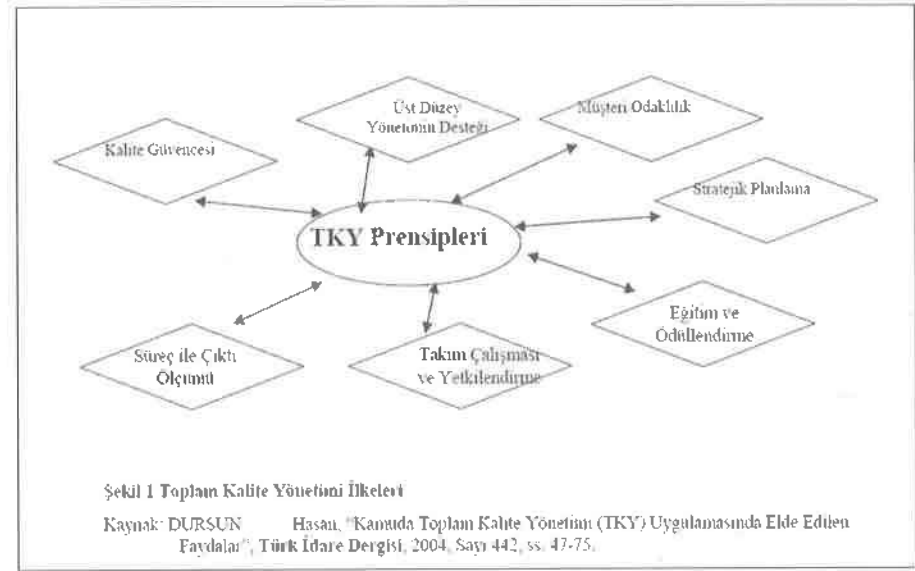 Üst Düzey
Yönetimin Desteği
Müşteri Odaklılık
Kalite Güvencesi
Stratejik Planlama
TKY Prensipleri
Eğitim ve
Ödüllendirme
Süreç ile Çıktı
Ölçümü
Takım Çalışması
ve Yetkilendirme
Şekil 1 Toplam Kalite Yönetimi İlkeleri
Kaynak: DURSUN Hasan, "Kamuda Toplam Kalite Yönetim (TKY) Uygulamasında Elde Edilen
Faydalar", Türk İdare Dergisi, 2004, Sayı 442, ss. 47-75.